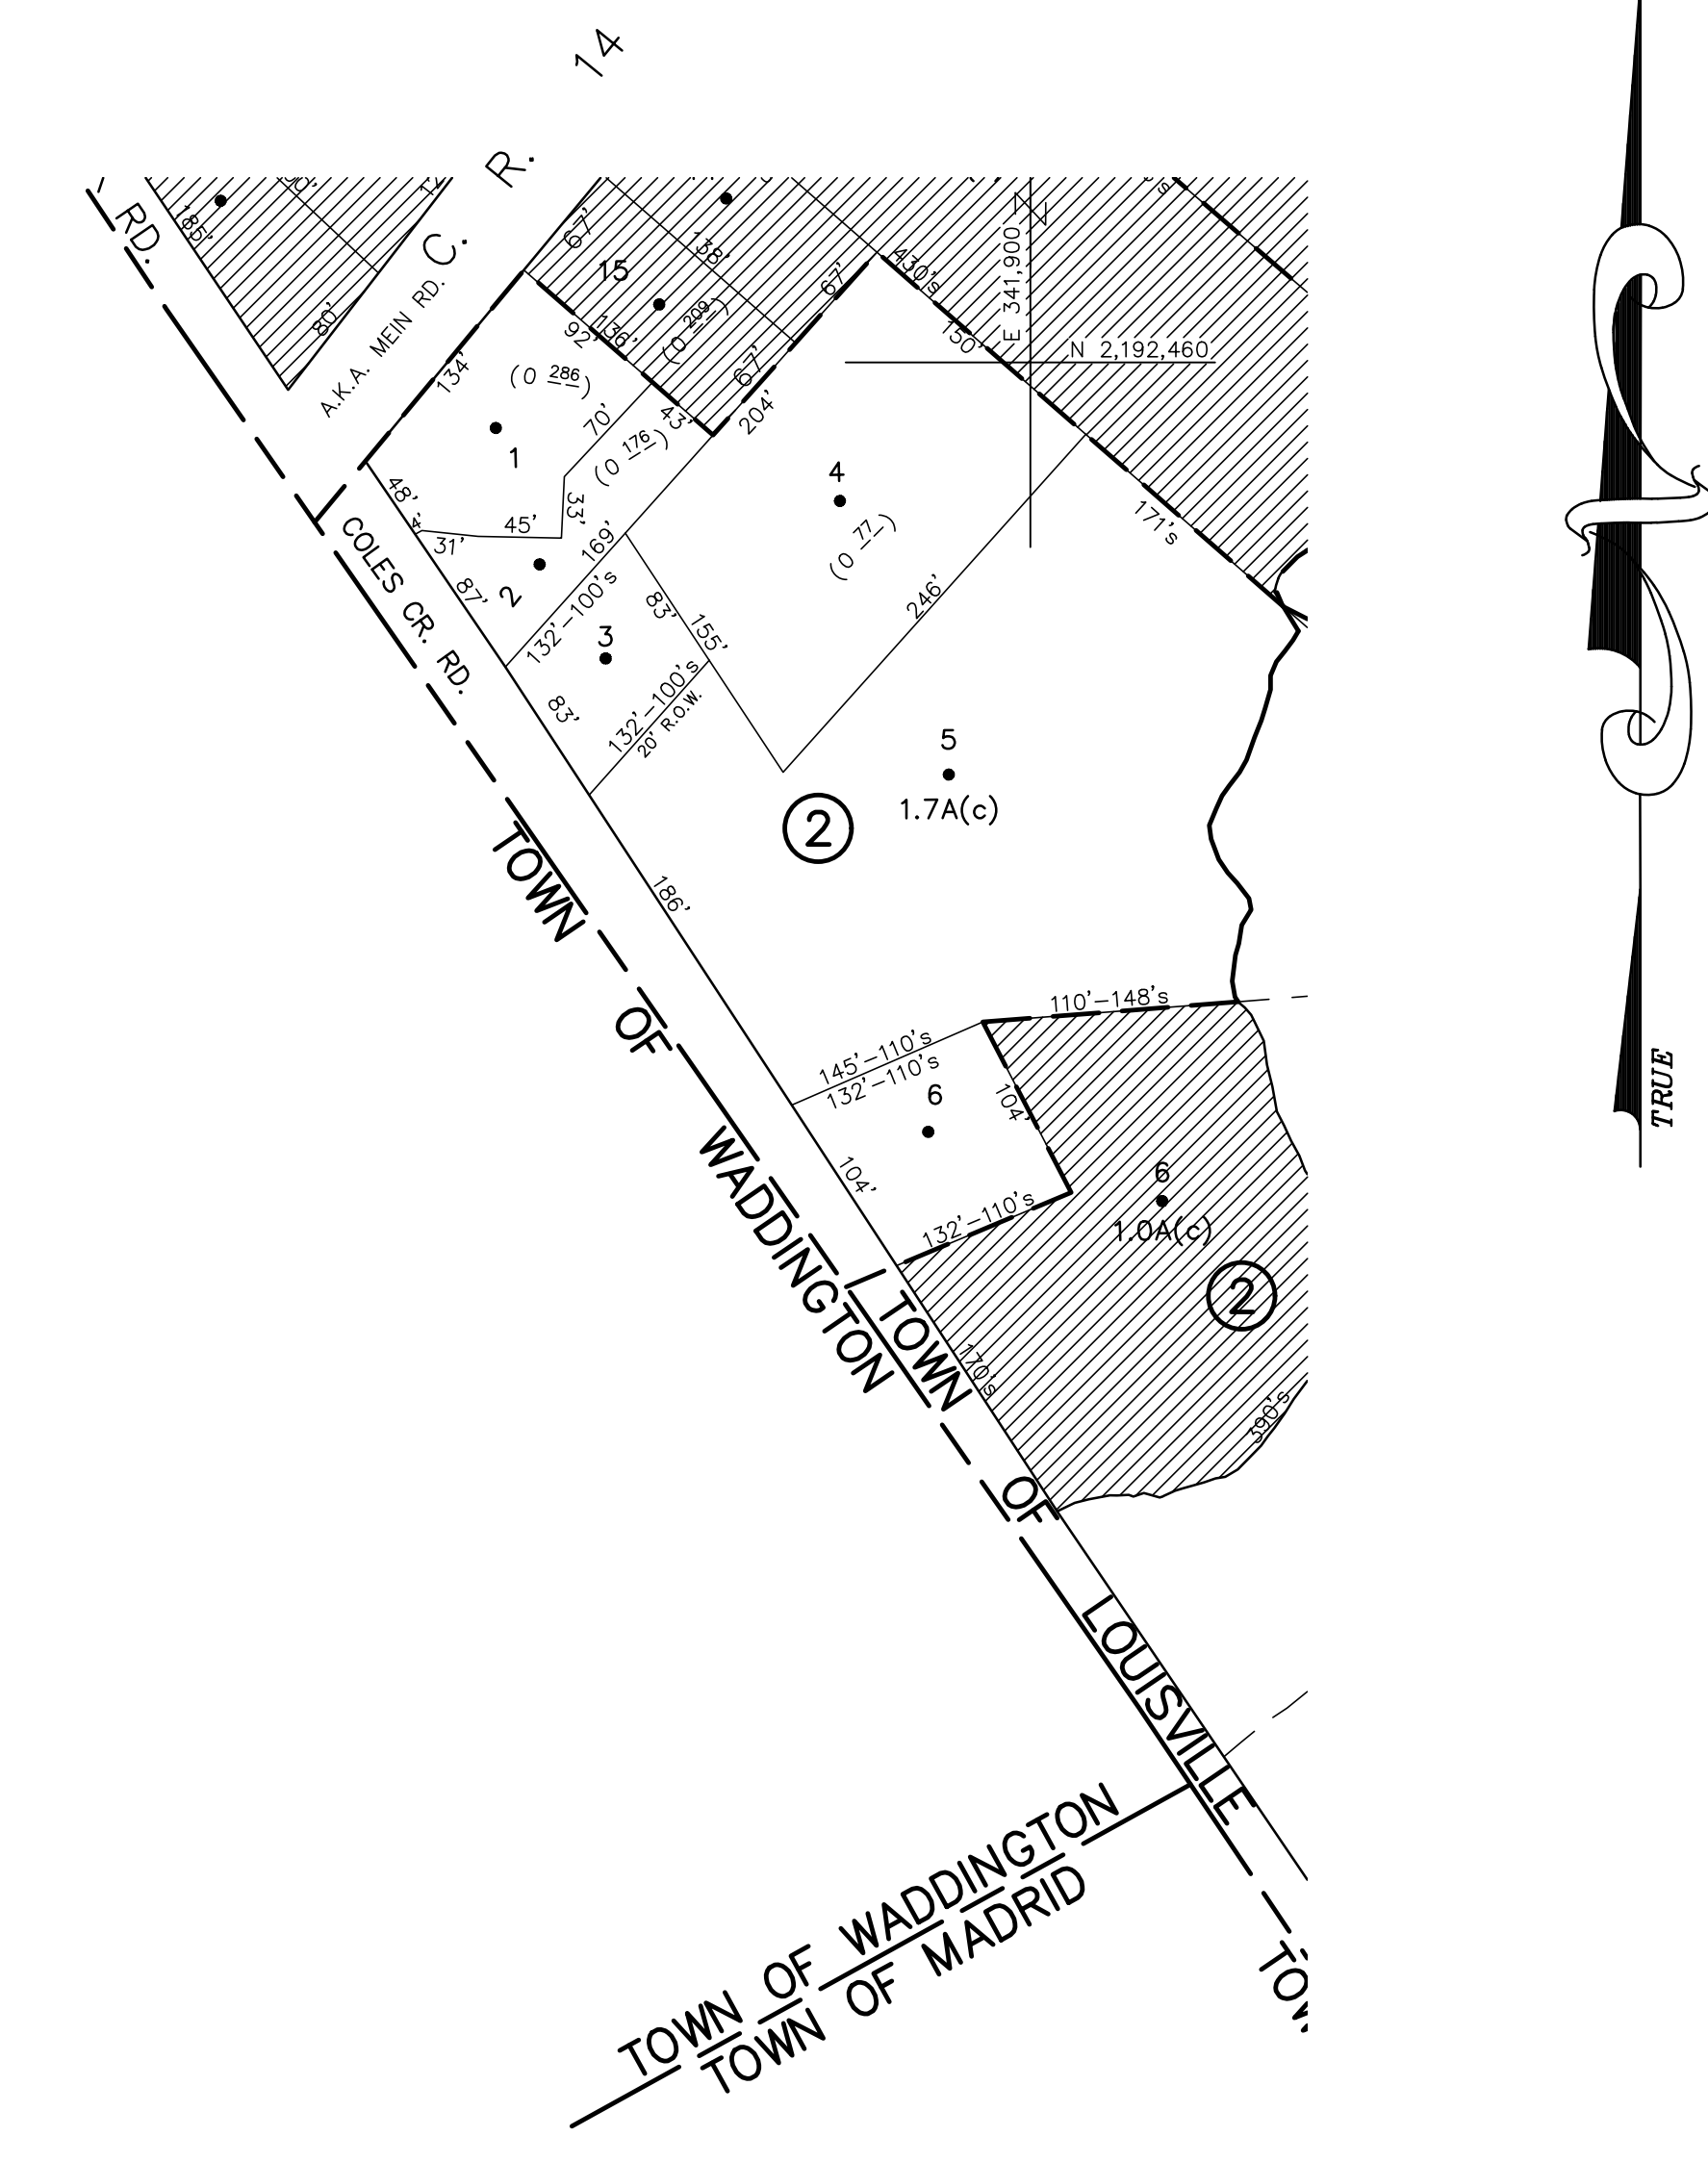 14
C. R.
RD.
A.K.A. MEIN RD.
185'
80'
67'
138'
15
67'
430's
E 341,900
N 2,192,460
92'
136'
(0 209)
150'
134'
(0 286)
67'
204'
70'
43'
1
(0 176)
4
48'
4'
45'
33'
31'
169'
(0 77)
171's
COLES CR. RD.
87'
2
132'-100's
3
83'
155'
246'
83'
132'-100's
20' R.O.W.
5
1.7A(c)
2
186'
TOWN OF WADDINGTON
110'-148's
145'-110's
132'-110's
6
104'
104'
132'-110's
6
1.0A(c)
2
170's
590's
TOWN OF LOUISVILLE
TOWN OF WADDINGTON
TOWN OF MADRID
TRUE